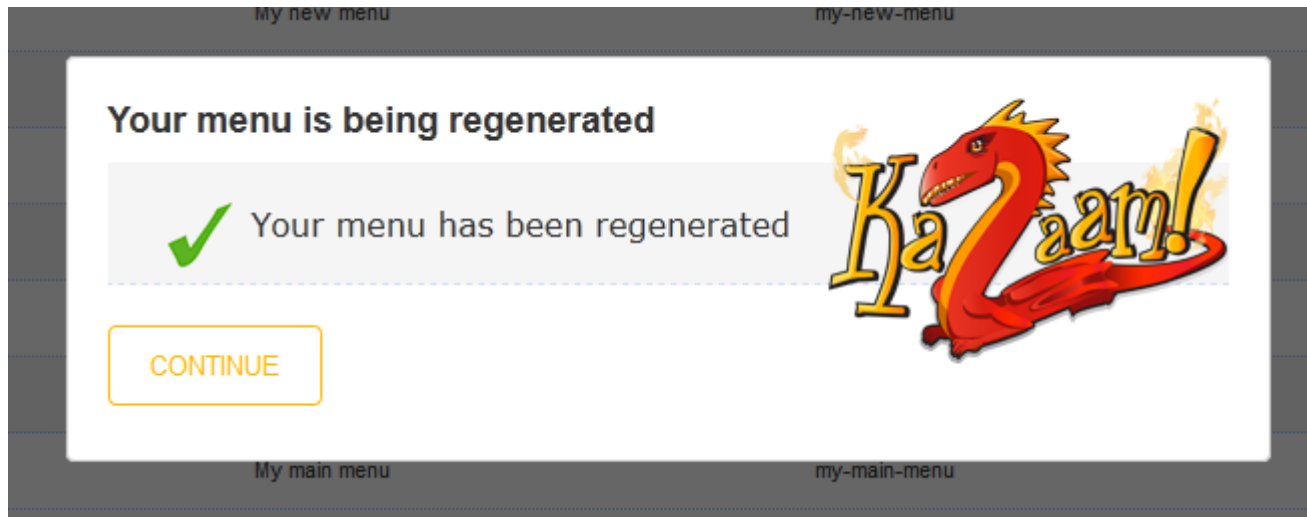 My new menu my-new-menu
Your menu is being regenerated
Your menu has been regenerated
KaZaam!
CONTINUE
My main menu my-main-menu